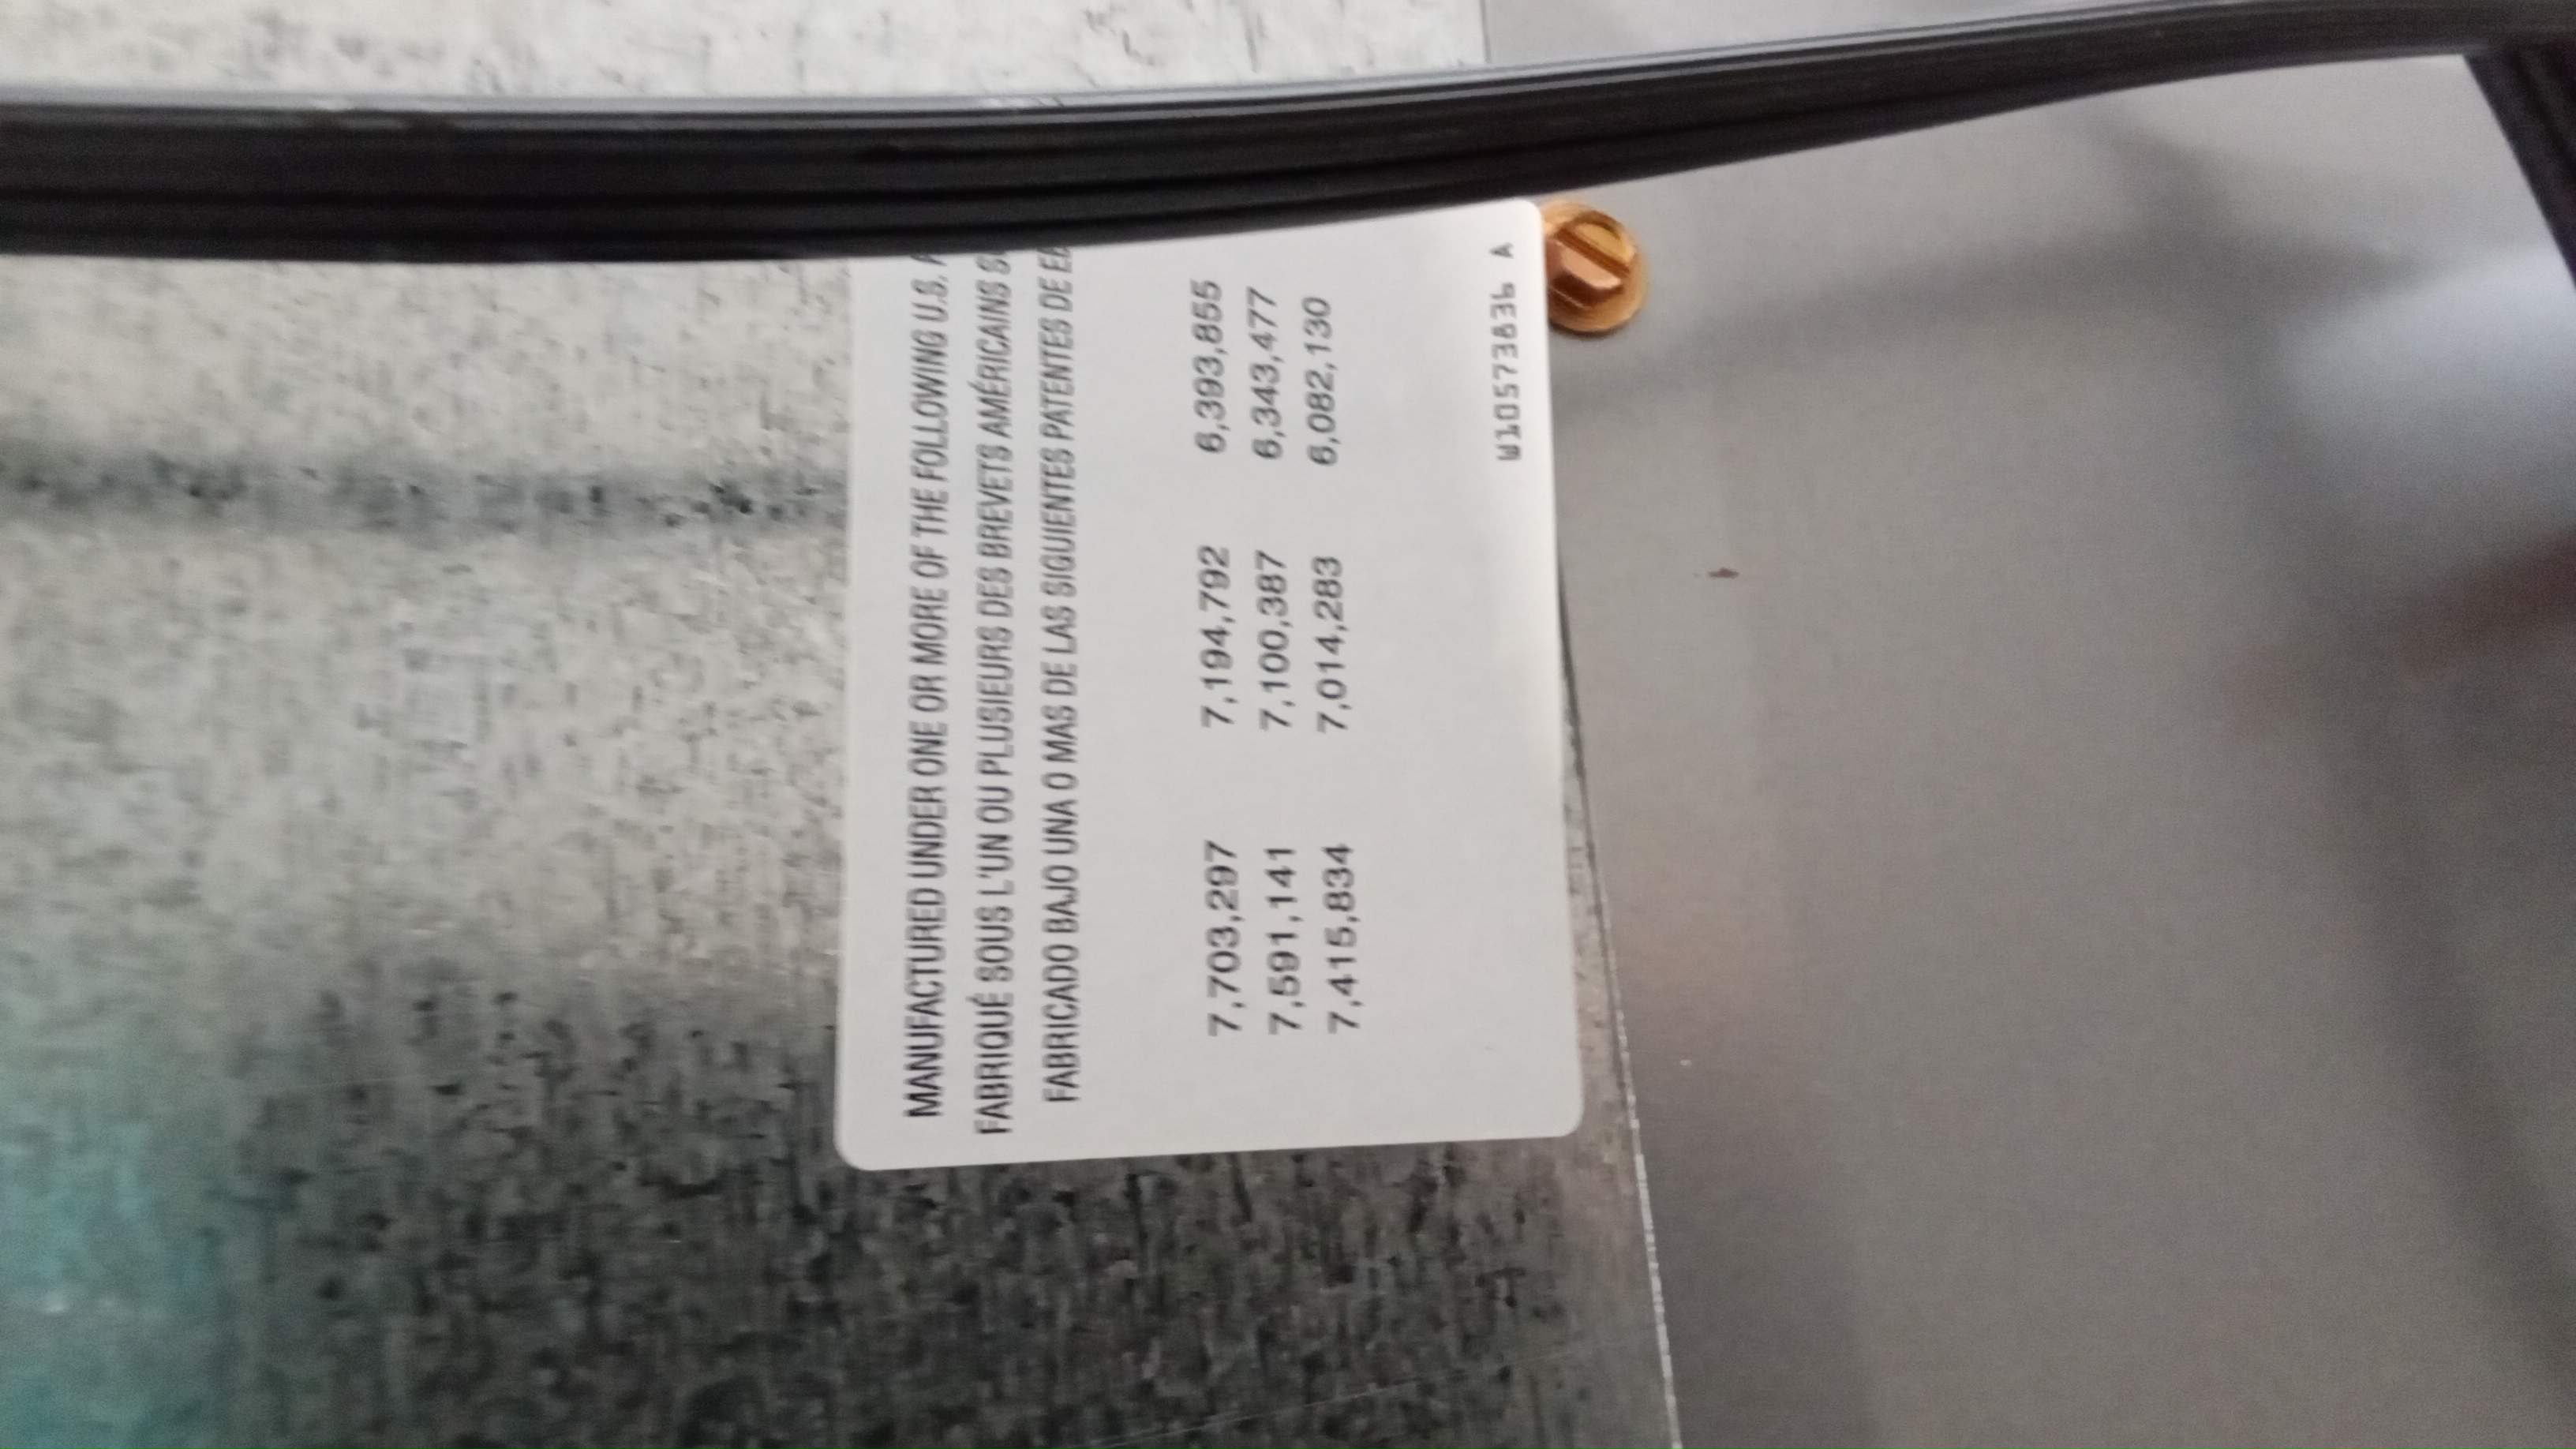 MANUFACTURED UNDER ONE OR MORE OF THE FOLLOWING U.S.
FABRIQUÉ SOUS L'UN OU PLUSIEURS DES BREVETS AMÉRICAINS
FABRICADO BAJO UNA O MAS DE LAS SIGUIENTES PATENTES DE
7,703,297 7,194,792 6,393,855
7,591,141 7,100,387 6,343,477
7,415,834 7,014,283 6,082,130
W10573836 A